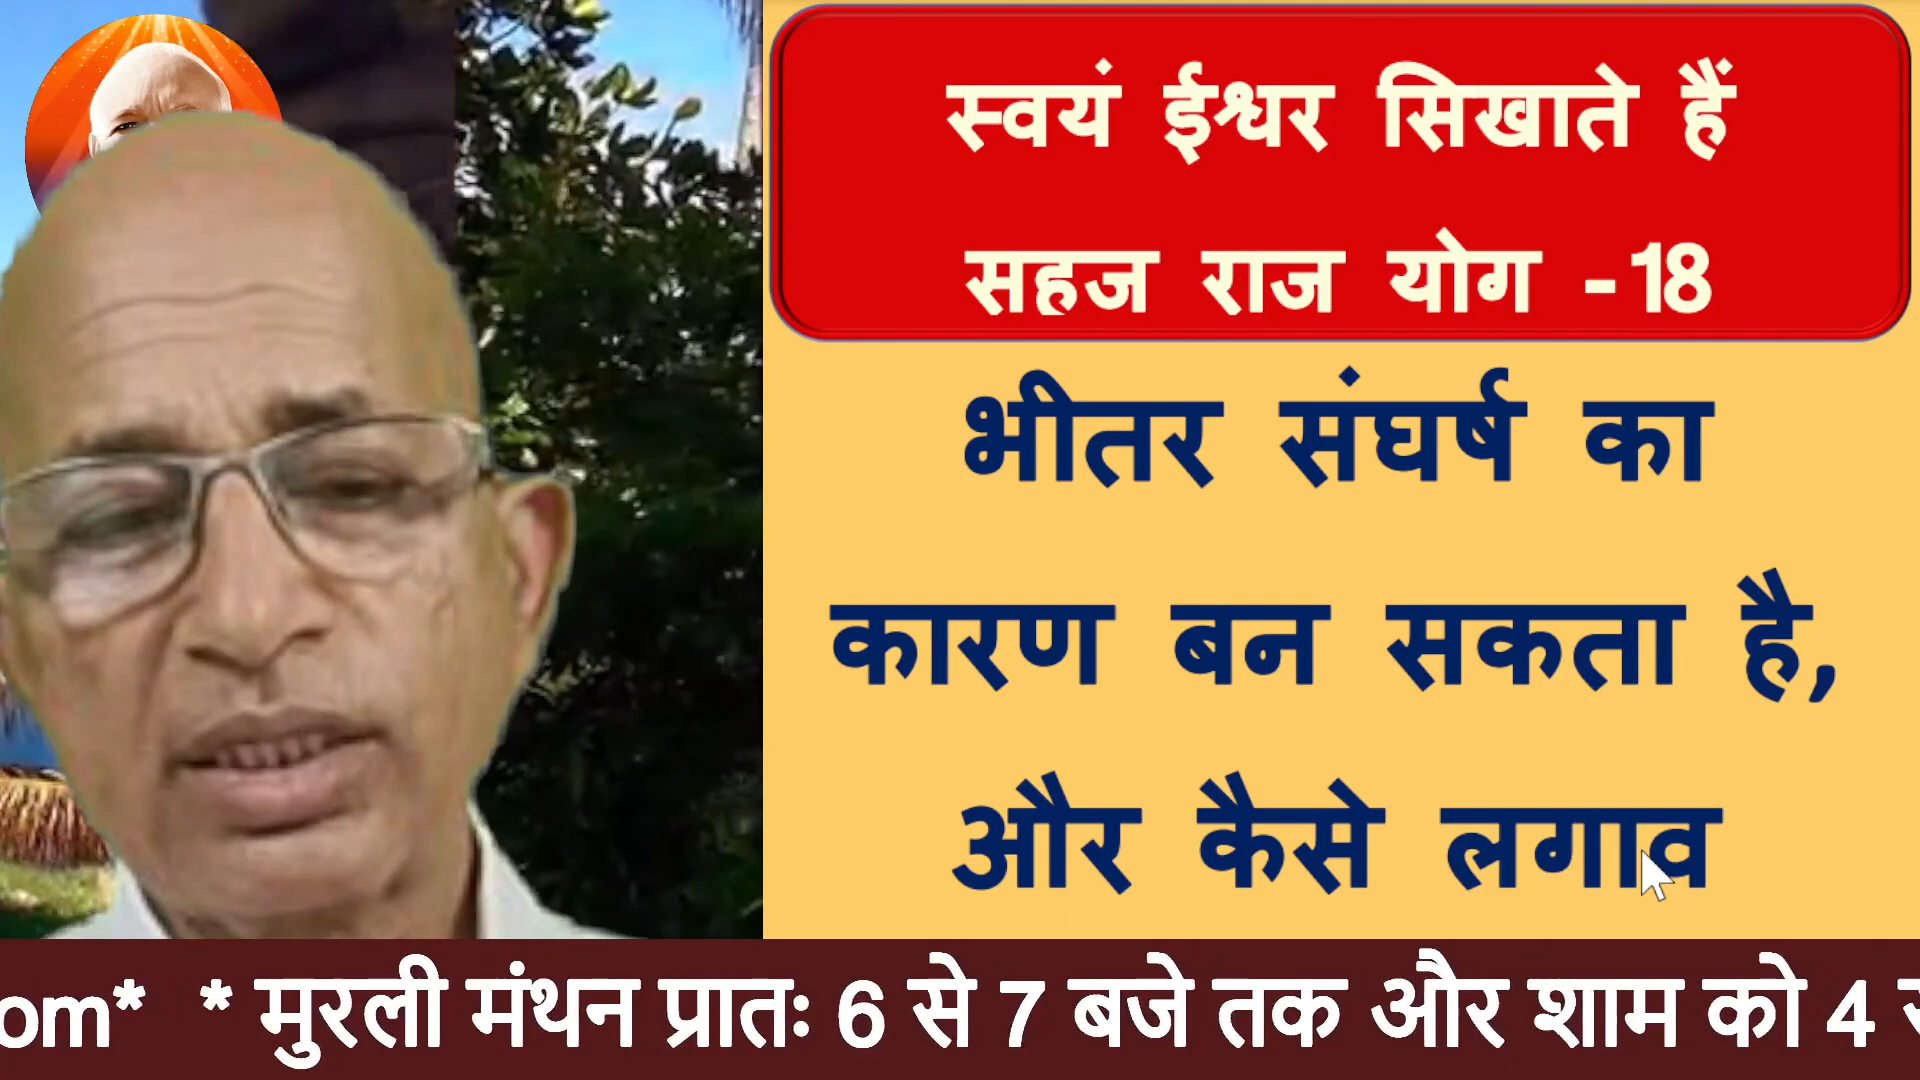 स्वयं ईश्वर सिखाते हैं
सहज राज योग -18
भीतर संघर्ष का
कारण बन सकता है,
और कैसे लगाव
om* * मुरली मंथन प्रातः 6 से 7 बजे तक और शाम को 4